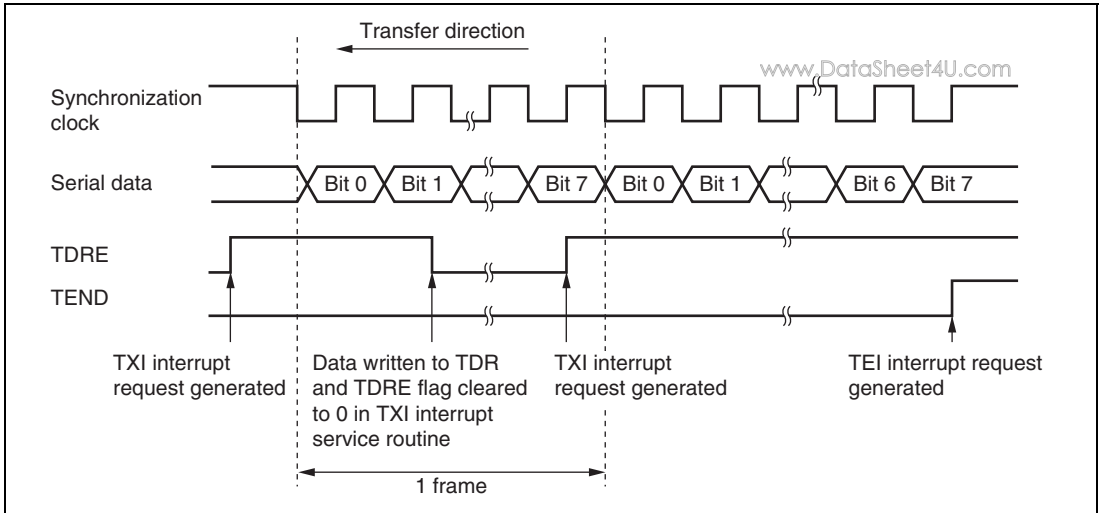 Transfer direction
www.DataSheet4U.com
Synchronization
clock
Serial data
Bit 0 Bit 1 Bit 7 Bit 0 Bit 1 Bit 6 Bit 7
TDRE
TEND
TXI interrupt
request generated
Data written to TDR
and TDRE flag cleared
to 0 in TXI interrupt
service routine
TXI interrupt
request generated
TEI interrupt request
generated
1 frame